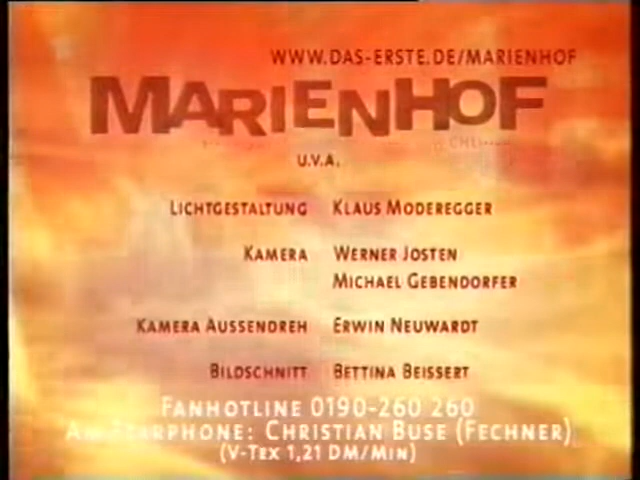 WWW.DAS-ERSTE.DE/MARIENHOF
MARIENHOF
U.V.A.
LICHTGESTALTUNG KLAUS MODEREGGER
KAMERA WERNER JOSTEN
MICHAEL GEBENDORFER
KAMERA AUSSENDREH ERWIN NEUWARDT
BILDSCHNITT BETTINA BEISSERT
FANHOTLINE 0190-260 260
AM STARPHONE: CHRISTIAN BUSE (FECHNER)
(V-TEX 1,21 DM/MIN)